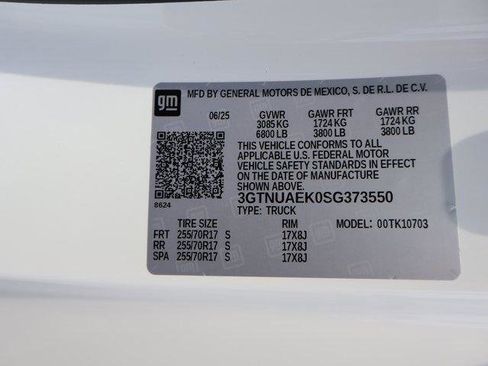 gm
MFD BY GENERAL MOTORS DE MEXICO, S. DE R.L. DE C.V.
06/25 GVWR GAWR FRT GAWR RR
3085 KG 1724 KG 1724 KG
6800 LB 3800 LB 3800 LB
THIS VEHICLE CONFORMS TO ALL
APPLICABLE U.S. FEDERAL MOTOR
VEHICLE SAFETY STANDARDS IN EFFECT
ON THE DATE OF MANUFACTURE
SHOWN ABOVE.
3GTNUAEK0SG373550
8624 TYPE: TRUCK
TIRE SIZE RIM MODEL: 00TK10703
FRT 255/70R17 S 17X8J
RR 255/70R17 S 17X8J
SPA 255/70R17 S 17X8J